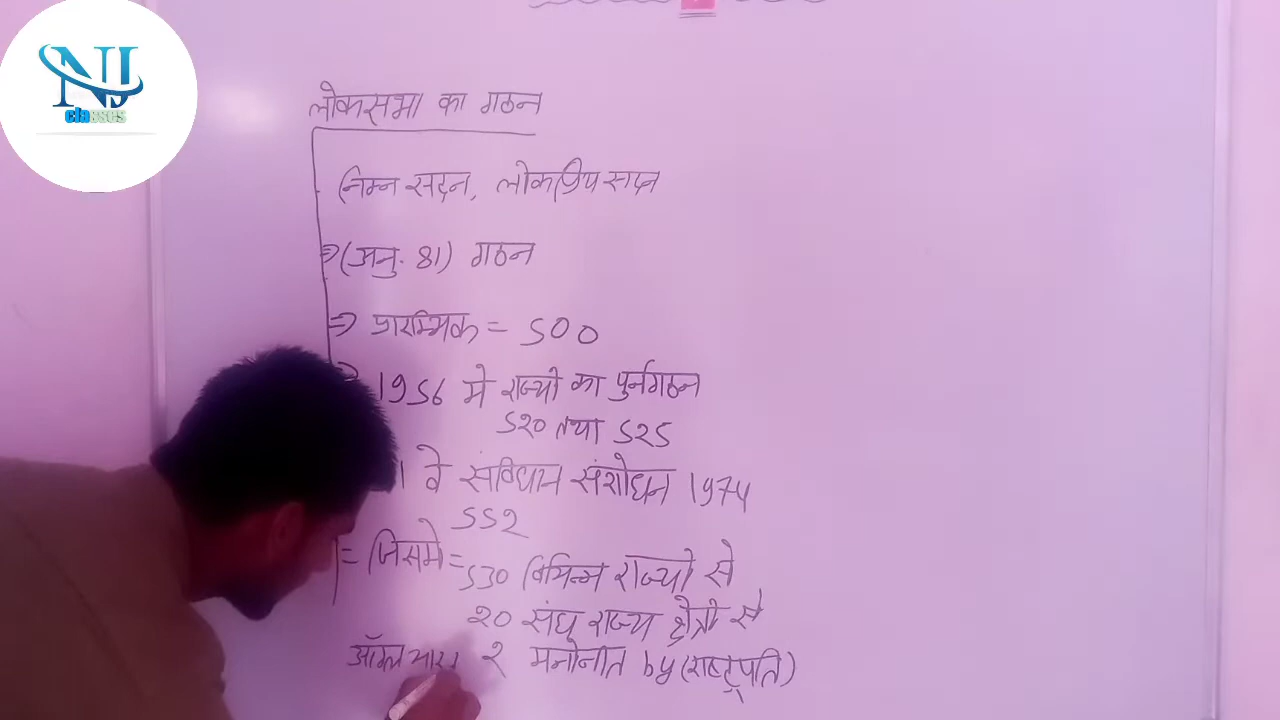 NJ
classes
लोकसभा का गठन
निम्न सदन, लोकप्रिय सदन
⇒ (अनु. 81) गठन
⇒ प्रारम्भिक = 500
1956 मे राज्यो का पुर्नगठन
520 तथा 525
1 वे संविधान संशोधन 1974
552
= जिसमे = 530 विभिन्न राज्यो से
20 संघ राज्य क्षेत्रो से
2 मनोनीत by (राष्ट्रपति)